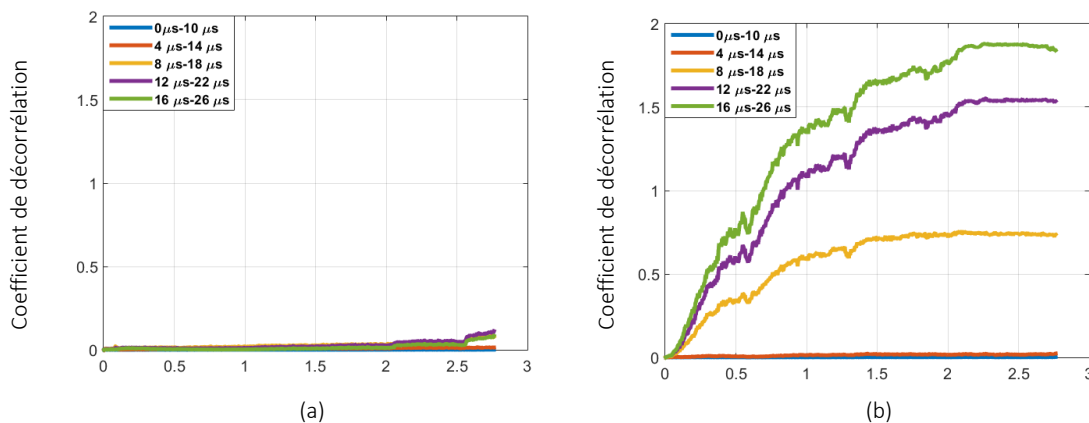 2
1.5
1
0.5
0
0 0.5 1 1.5 2 2.5 3
Coefficient de décorrélation
0μs-10 μs
4 μs-14 μs
8 μs-18 μs
12 μs-22 μs
16 μs-26 μs
(a)
2
1.5
1
0.5
0
0 0.5 1 1.5 2 2.5 3
Coefficient de décorrélation
0μs-10 μs
4 μs-14 μs
8 μs-18 μs
12 μs-22 μs
16 μs-26 μs
(b)